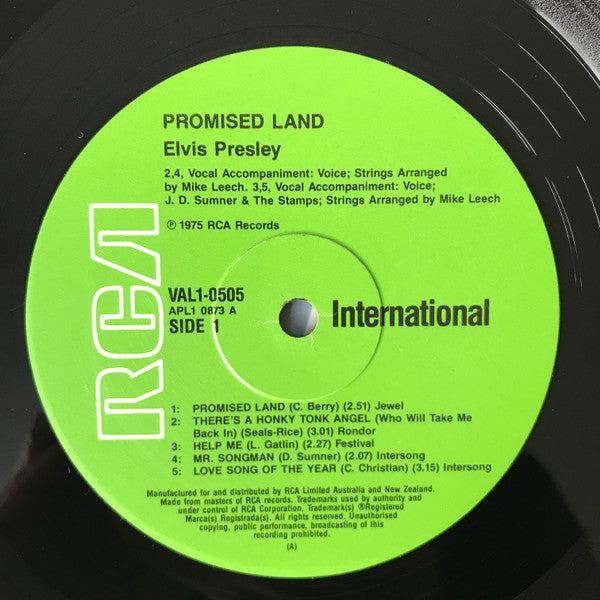 PROMISED LAND
Elvis Presley
2,4, Vocal Accompaniment: Voice; Strings Arranged
by Mike Leech. 3,5, Vocal Accompaniment: Voice;
J. D. Sumner & The Stamps; Strings Arranged by Mike Leech
℗ 1975 RCA Records
RCA
VAL1-0505
APL1 0873 A
SIDE 1
International
1: PROMISED LAND (C. Berry) (2.51) Jewel
2: THERE'S A HONKY TONK ANGEL (Who Will Take Me
Back In) (Seals-Rice) (3.01) Rondor
3: HELP ME (L. Gatlin) (2.27) Festival
4: MR. SONGMAN (D. Sumner) (2.07) Intersong
5: LOVE SONG OF THE YEAR (C. Christian) (3.15) Intersong
Manufactured for and distributed by RCA Limited Australia and New Zealand.
Made from masters of RCA records. Trademarks used by authority and
under control of RCA Corporation. Trademark(s) ®Registered
Marca(s) Registrada(s). All rights reserved. Unauthorised
copying, public performance, broadcasting of this
recording prohibited.
(A)